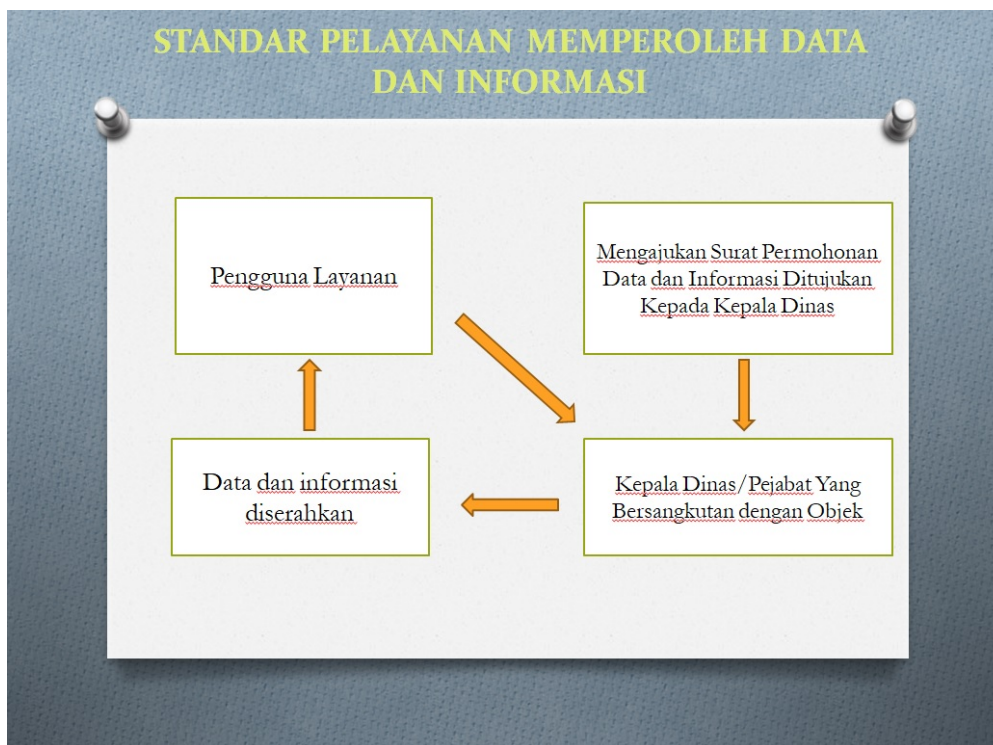 STANDAR PELAYANAN MEMPEROLEH DATA
DAN INFORMASI
Pengguna Layanan
Mengajukan Surat Permohonan
Data dan Informasi Ditujukan
Kepada Kepala Dinas
Data dan informasi
diserahkan
Kepala Dinas/Pejabat Yang
Bersangkutan dengan Objek